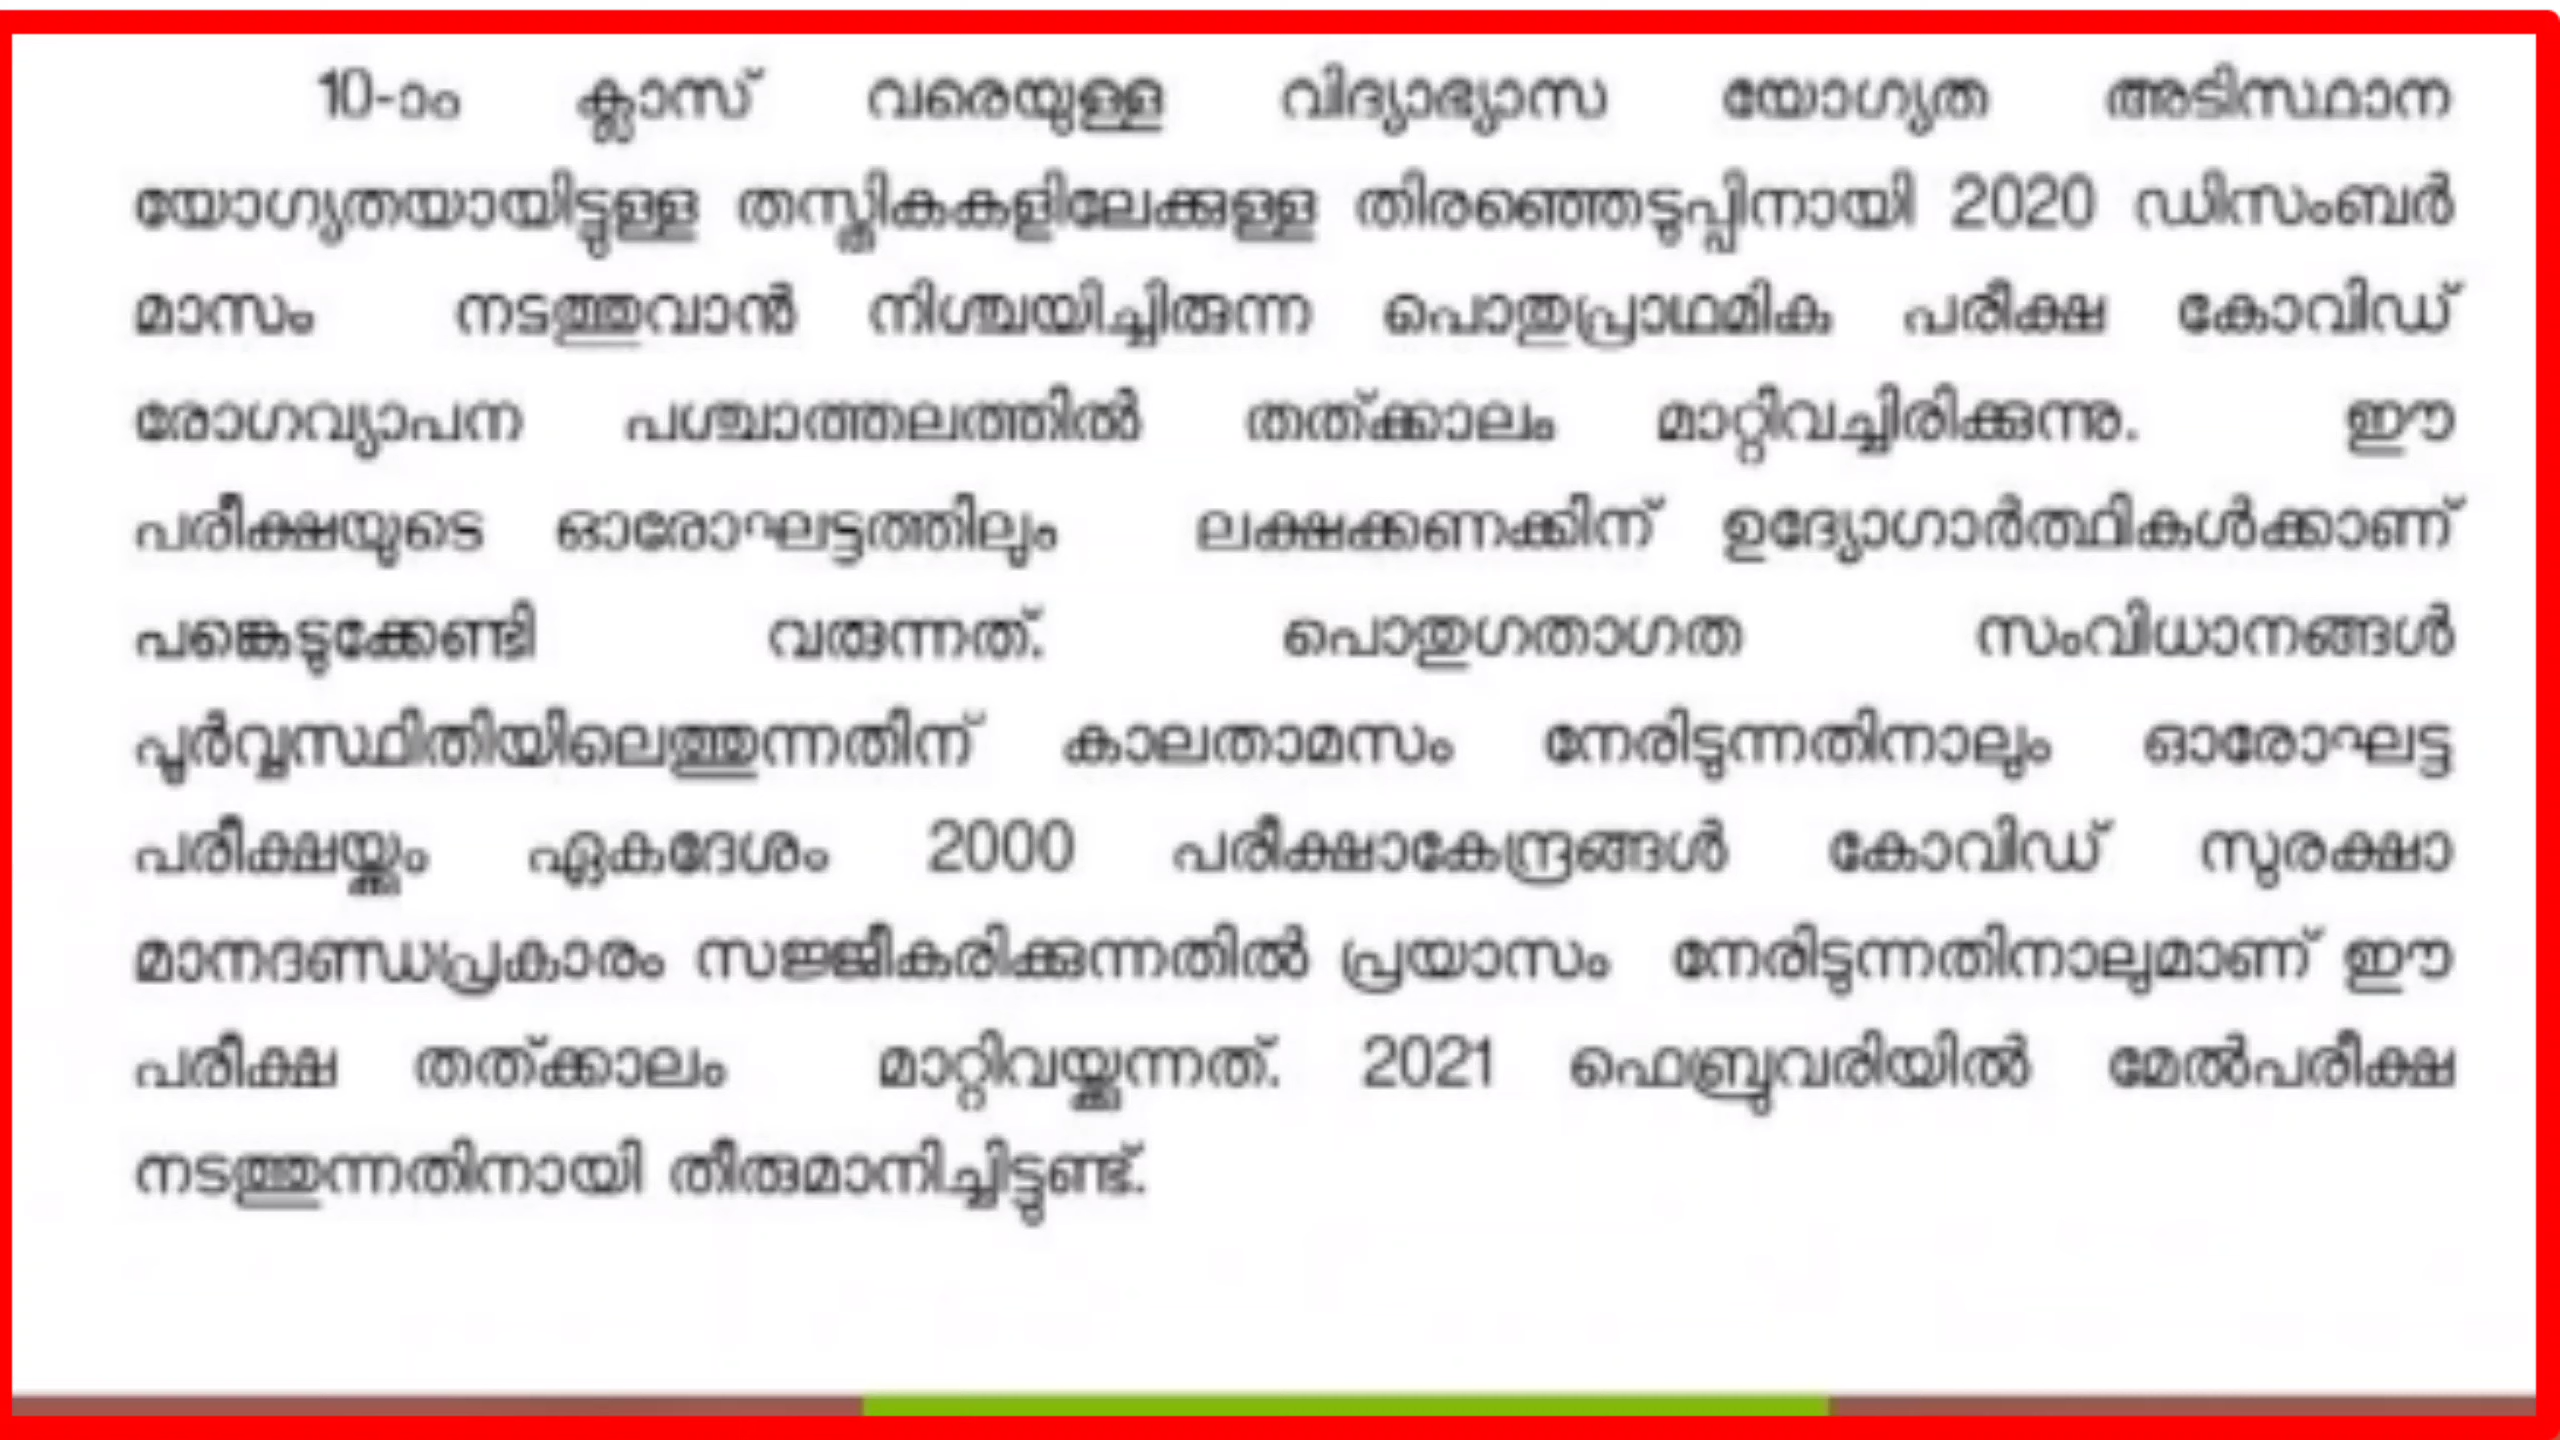 10-ാം ക്ലാസ് വരെയുള്ള വിദ്യാഭ്യാസ യോഗ്യത അടിസ്ഥാന
യോഗ്യതയായിട്ടുള്ള തസ്തികകളിലേക്കുള്ള തിരഞ്ഞെടുപ്പിനായി 2020 ഡിസംബർ
മാസം നടത്തുവാൻ നിശ്ചയിച്ചിരുന്ന പൊതുപ്രാഥമിക പരീക്ഷ കോവിഡ്
രോഗവ്യാപന പശ്ചാത്തലത്തിൽ തത്ക്കാലം മാറ്റിവച്ചിരിക്കുന്നു. ഈ
പരീക്ഷയുടെ ഓരോഘട്ടത്തിലും ലക്ഷക്കണക്കിന് ഉദ്യോഗാർത്ഥികൾക്കാണ്
പങ്കെടുക്കേണ്ടി വരുന്നത്. പൊതുഗതാഗത സംവിധാനങ്ങൾ
പൂർവ്വസ്ഥിതിയിലെത്തുന്നതിന് കാലതാമസം നേരിടുന്നതിനാലും ഓരോഘട്ട
പരീക്ഷയ്ക്കും ഏകദേശം 2000 പരീക്ഷാകേന്ദ്രങ്ങൾ കോവിഡ് സുരക്ഷാ
മാനദണ്ഡപ്രകാരം സജ്ജീകരിക്കുന്നതിൽ പ്രയാസം നേരിടുന്നതിനാലുമാണ് ഈ
പരീക്ഷ തത്ക്കാലം മാറ്റിവയ്ക്കുന്നത്. 2021 ഫെബ്രുവരിയിൽ മേൽപരീക്ഷ
നടത്തുന്നതിനായി തീരുമാനിച്ചിട്ടുണ്ട്.